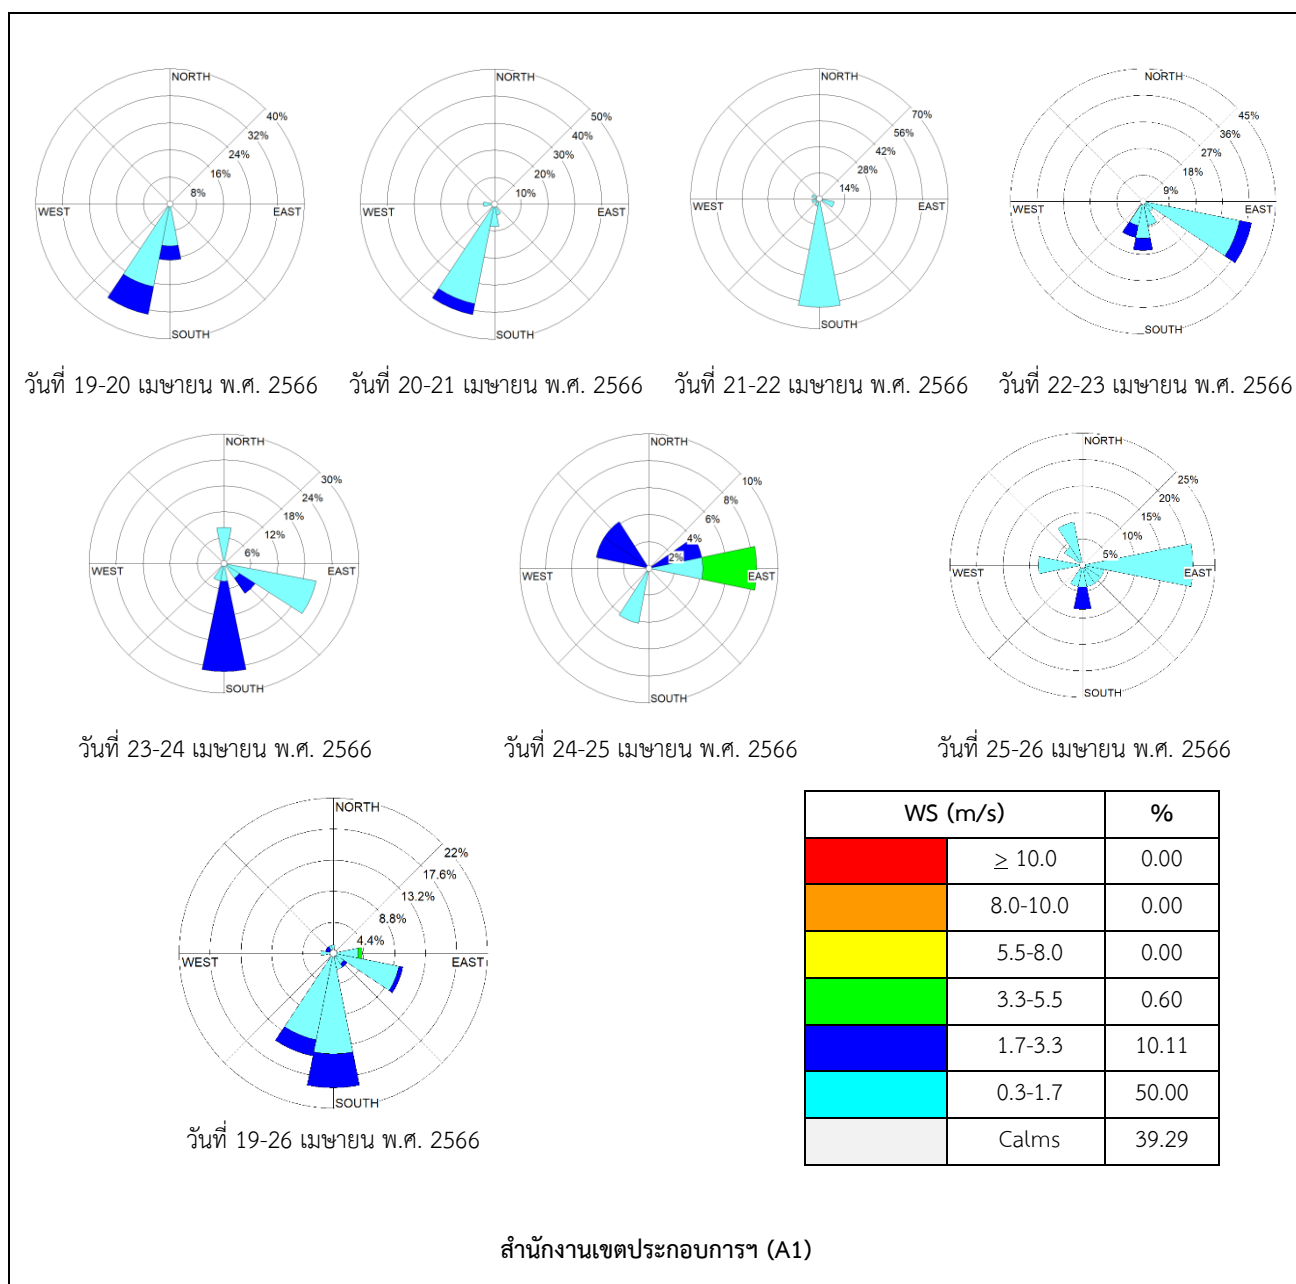 NORTH
40%
32%
24%
16%
8%
WEST
EAST
SOUTH
วันที่ 19-20 เมษายน พ.ศ. 2566
NORTH
50%
40%
30%
20%
10%
WEST
EAST
SOUTH
วันที่ 20-21 เมษายน พ.ศ. 2566
NORTH
70%
56%
42%
28%
14%
WEST
EAST
SOUTH
วันที่ 21-22 เมษายน พ.ศ. 2566
NORTH
45%
36%
27%
18%
9%
WEST
EAST
SOUTH
วันที่ 22-23 เมษายน พ.ศ. 2566
NORTH
30%
24%
18%
12%
6%
WEST
EAST
SOUTH
วันที่ 23-24 เมษายน พ.ศ. 2566
NORTH
10%
8%
6%
4%
2%
WEST
EAST
SOUTH
วันที่ 24-25 เมษายน พ.ศ. 2566
NORTH
25%
20%
15%
10%
5%
WEST
EAST
SOUTH
วันที่ 25-26 เมษายน พ.ศ. 2566
NORTH
22%
17.6%
13.2%
8.8%
4.4%
WEST
EAST
SOUTH
วันที่ 19-26 เมษายน พ.ศ. 2566
WS (m/s) %
≥ 10.0 0.00
8.0-10.0 0.00
5.5-8.0 0.00
3.3-5.5 0.60
1.7-3.3 10.11
0.3-1.7 50.00
Calms 39.29
สำนักงานเขตประกอบการฯ (A1)